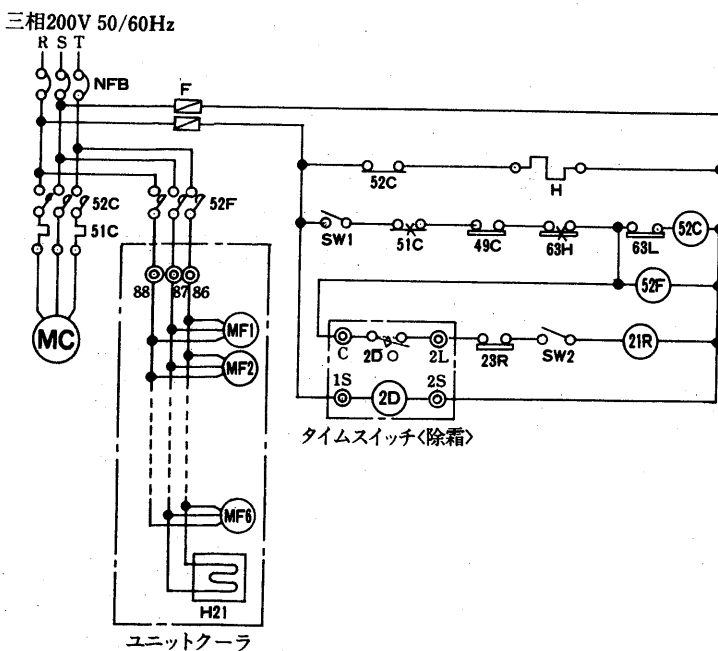 三相200V 50/60Hz
R S T
NFB
F
52C
H
52C
51C
52F
SW1
51C
49C
63H
63L
52C
52F
88 87 86
MC
MF1
MF2
C
2D
2L
23R
SW2
21R
1S
2D
2S
タイムスイッチ<除霜>
MF6
H21
ユニットクーラ